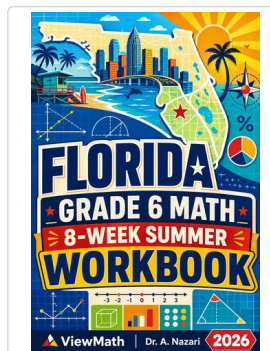 %
FLORIDA
GRADE 6 MATH
8-WEEK SUMMER
WORKBOOK
-3 -2 -1 0 1 2 3
ViewMath | Dr. A. Nazari 2026